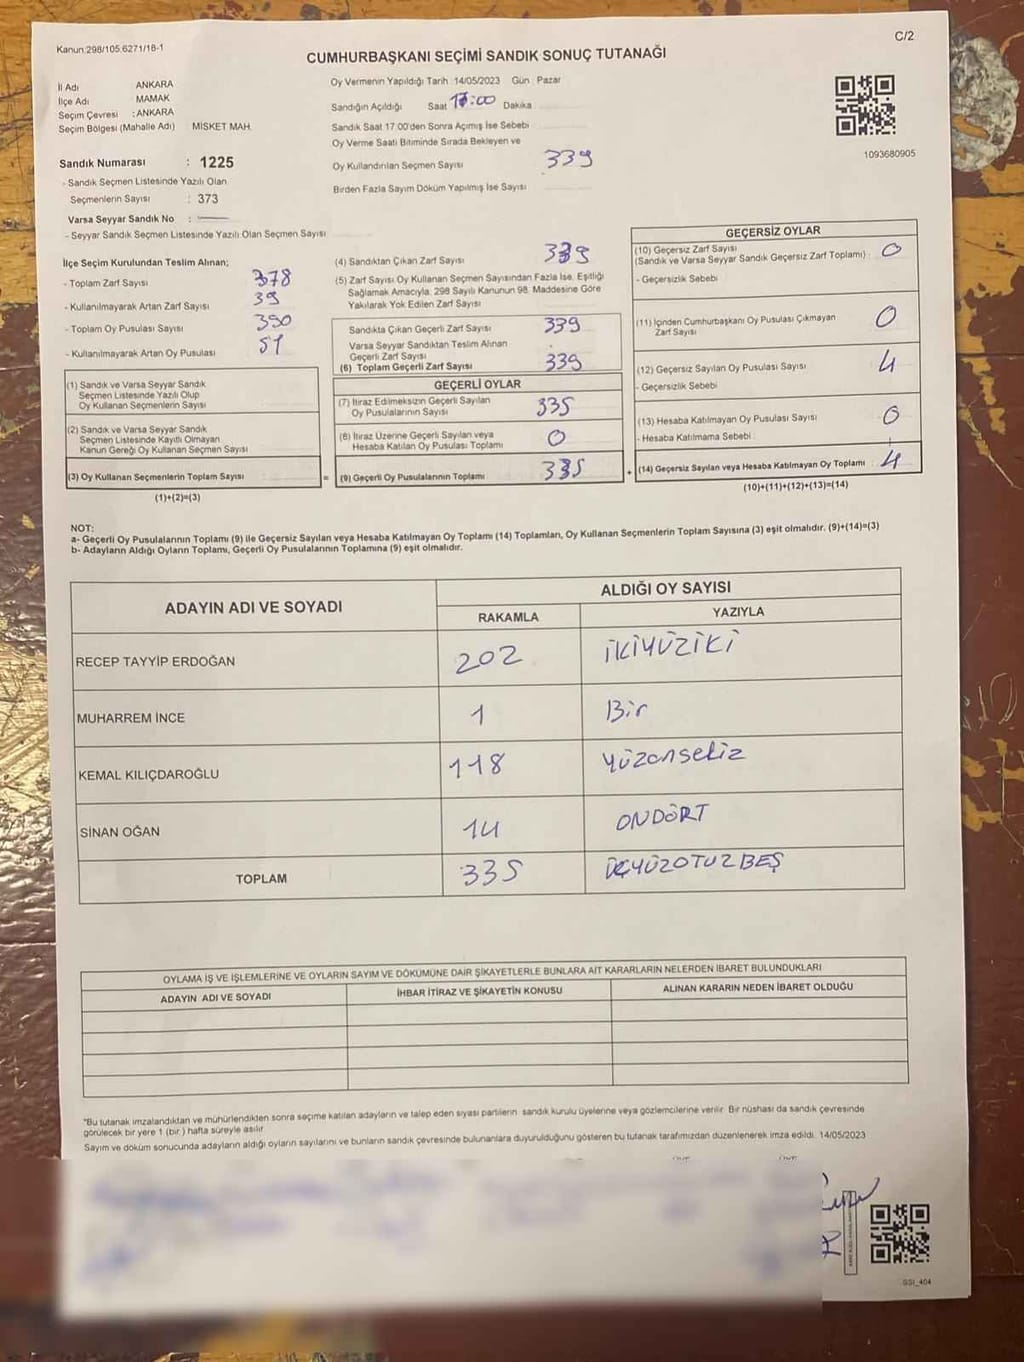 Kanun:298/105,6271/18-1
C/2
CUMHURBAŞKANI SEÇİMİ SANDIK SONUÇ TUTANAĞI
İl Adı ANKARA
İlçe Adı MAMAK
Seçim Çevresi : ANKARA
Seçim Bölgesi (Mahalle Adı) MİSKET MAH.
Oy Vermenin Yapıldığı Tarih :14/05/2023 Gün : Pazar
Sandığın Açıldığı Saat 17:00 Dakika
Sandık Saat 17:00'den Sonra Açımış İse Sebebi
Oy Verme Saati Bitiminde Sırada Bekleyen ve
Oy Kullandırılan Seçmen Sayısı 339
Birden Fazla Sayım Döküm Yapılmış İse Sayısı
1093680905
Sandık Numarası : 1225
- Sandık Seçmen Listesinde Yazılı Olan
Seçmenlerin Sayısı : 373
Varsa Seyyar Sandık No :
- Seyyar Sandık Seçmen Listesinde Yazılı Olan Seçmen Sayısı
İlçe Seçim Kurulundan Teslim Alınan;
- Toplam Zarf Sayısı 378
- Kullanılmayarak Artan Zarf Sayısı 39
- Toplam Oy Pusulası Sayısı 390
- Kullanılmayarak Artan Oy Pusulası 51
(1) Sandık ve Varsa Seyyar Sandık
Seçmen Listesinde Yazılı Olup
Oy Kullanan Seçmenlerin Sayısı
(2) Sandık ve Varsa Seyyar Sandık
Seçmen Listesinde Kayıtlı Olmayan
Kanun Gereği Oy Kullanan Seçmen Sayısı
(3) Oy Kullanan Seçmenlerin Toplam Sayısı
(1)+(2)=(3)
(4) Sandıktan Çıkan Zarf Sayısı 339
(5) Zarf Sayısı Oy Kullanan Seçmen Sayısından Fazla İse, Eşitliği
Sağlamak Amacıyla, 298 Sayılı Kanunun 98. Maddesine Göre
Yakılarak Yok Edilen Zarf Sayısı
Sandıkta Çıkan Geçerli Zarf Sayısı 339
Varsa Seyyar Sandıktan Teslim Alınan
Geçerli Zarf Sayısı
(6) Toplam Geçerli Zarf Sayısı 339
GEÇERLİ OYLAR
(7) İtiraz Edilmeksizin Geçerli Sayılan
Oy Pusulalarının Sayısı 335
(8) İtiraz Üzerine Geçerli Sayılan veya
Hesaba Katılan Oy Pusulası Toplamı 0
= (9) Geçerli Oy Pusulalarının Toplamı 335
GEÇERSİZ OYLAR
(10) Geçersiz Zarf Sayısı
(Sandık ve Varsa Seyyar Sandık Geçersiz Zarf Toplamı) : 0
- Geçersizlik Sebebi
(11) İçinden Cumhurbaşkanı Oy Pusulası Çıkmayan
Zarf Sayısı 0
(12) Geçersiz Sayılan Oy Pusulası Sayısı 4
- Geçersizlik Sebebi
(13) Hesaba Katılmayan Oy Pusulası Sayısı 0
- Hesaba Katılmama Sebebi
+ (14) Geçersiz Sayılan veya Hesaba Katılmayan Oy Toplamı 4
(10)+(11)+(12)+(13)=(14)
NOT:
a- Geçerli Oy Pusulalarının Toplamı (9) ile Geçersiz Sayılan veya Hesaba Katılmayan Oy Toplamı (14) Toplamları, Oy Kullanan Seçmenlerin Toplam Sayısına (3) eşit olmalıdır. (9)+(14)=(3)
b- Adayların Aldığı Oyların Toplamı, Geçerli Oy Pusulalarının Toplamına (9) eşit olmalıdır.
ADAYIN ADI VE SOYADI ALDIĞI OY SAYISI
RAKAMLA YAZIYLA
RECEP TAYYİP ERDOĞAN 202 İKİYÜZİKİ
MUHARREM İNCE 1 Bir
KEMAL KILIÇDAROĞLU 118 Yüzonsekiz
SİNAN OĞAN 14 ONDÖRT
TOPLAM 335 ÜÇYÜZOTUZBEŞ
OYLAMA İŞ VE İŞLEMLERİNE VE OYLARIN SAYIM VE DÖKÜMÜNE DAİR ŞİKAYETLERLE BUNLARA AİT KARARLARIN NELERDEN İBARET BULUNDUKLARI
ADAYIN ADI VE SOYADI İHBAR İTİRAZ VE ŞİKAYETİN KONUSU ALINAN KARARIN NEDEN İBARET OLDUĞU
*Bu tutanak imzalandıktan ve mühürlendikten sonra seçime katılan adayların ve talep eden siyasi partilerin sandık kurulu üyelerine veya gözlemcilerine verilir. Bir nüshası da sandık çevresinde
görülecek bir yere 1 (bir ) hafta süreyle asılır.
Sayım ve döküm sonucunda adayların aldığı oyların sayılarını ve bunların sandık çevresinde bulunanlara duyurulduğunu gösteren bu tutanak tarafımızdan düzenlenerek imza edildi. 14/05/2023
GSI_404